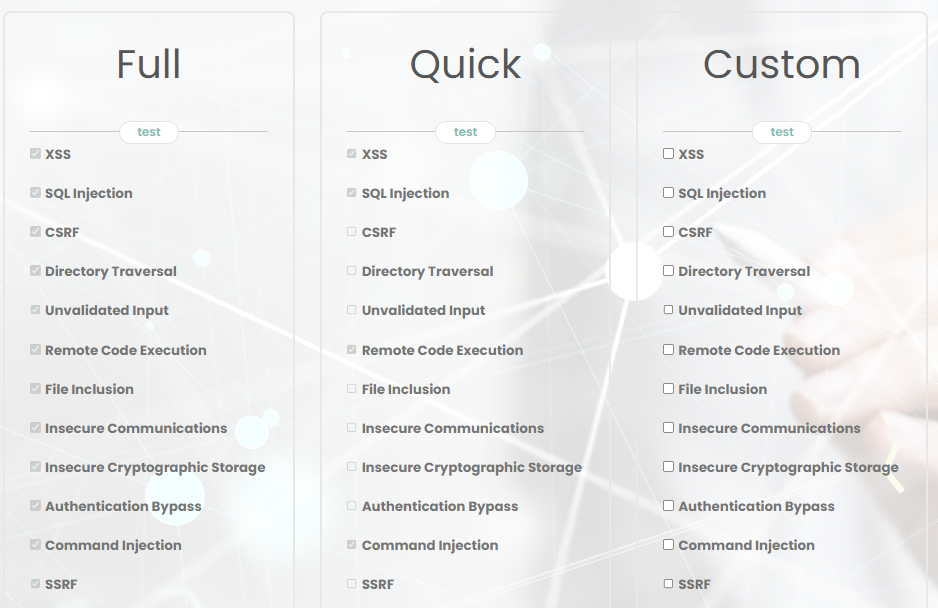 Full
test
XSS
SQL Injection
CSRF
Directory Traversal
Unvalidated Input
Remote Code Execution
File Inclusion
Insecure Communications
Insecure Cryptographic Storage
Authentication Bypass
Command Injection
SSRF
Quick
test
XSS
SQL Injection
CSRF
Directory Traversal
Unvalidated Input
Remote Code Execution
File Inclusion
Insecure Communications
Insecure Cryptographic Storage
Authentication Bypass
Command Injection
SSRF
Custom
test
XSS
SQL Injection
CSRF
Directory Traversal
Unvalidated Input
Remote Code Execution
File Inclusion
Insecure Communications
Insecure Cryptographic Storage
Authentication Bypass
Command Injection
SSRF